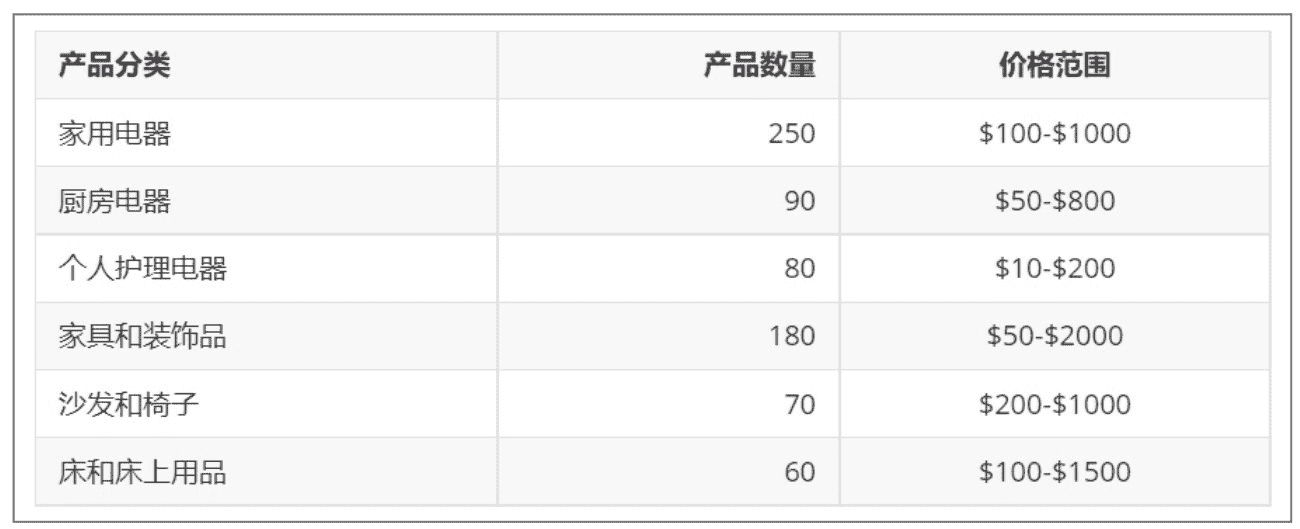 产品分类 产品数量 价格范围
家用电器 250 $100-$1000
厨房电器 90 $50-$800
个人护理电器 80 $10-$200
家具和装饰品 180 $50-$2000
沙发和椅子 70 $200-$1000
床和床上用品 60 $100-$1500